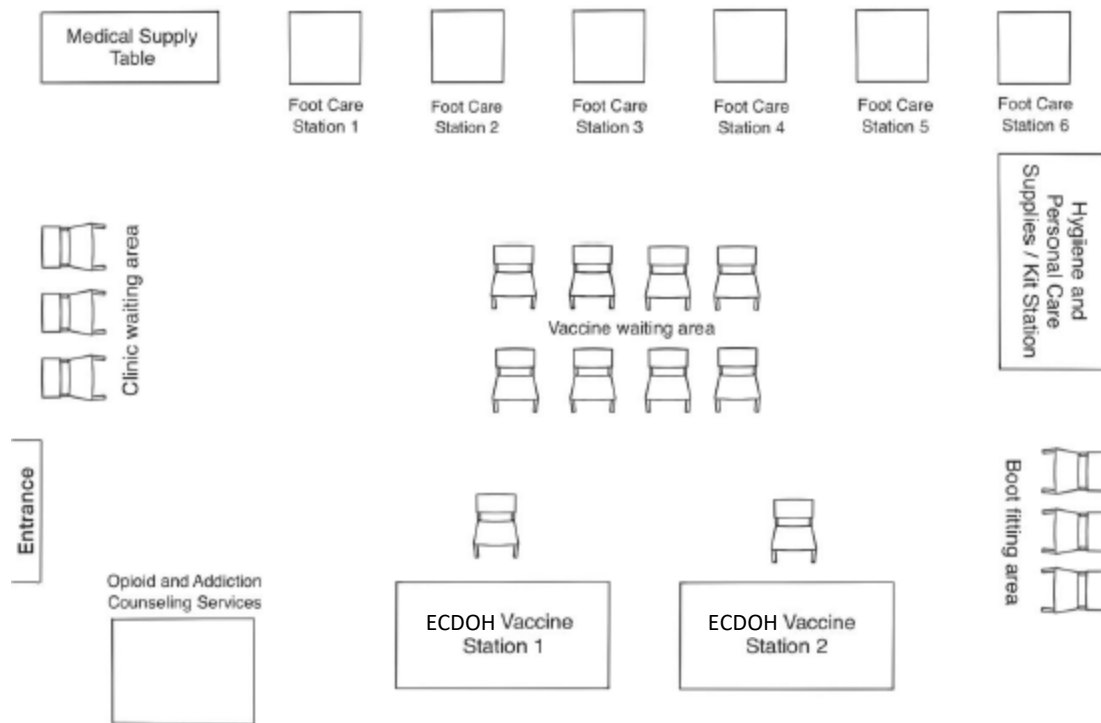 Medical Supply
Table
Foot Care
Station 1
Foot Care
Station 2
Foot Care
Station 3
Foot Care
Station 4
Foot Care
Station 5
Foot Care
Station 6
Hygiene and
Personal Care
Supplies / Kit Station
Clinic waiting area
Vaccine waiting area
Entrance
Boot fitting area
Opioid and Addiction
Counseling Services
ECDOH Vaccine
Station 1
ECDOH Vaccine
Station 2